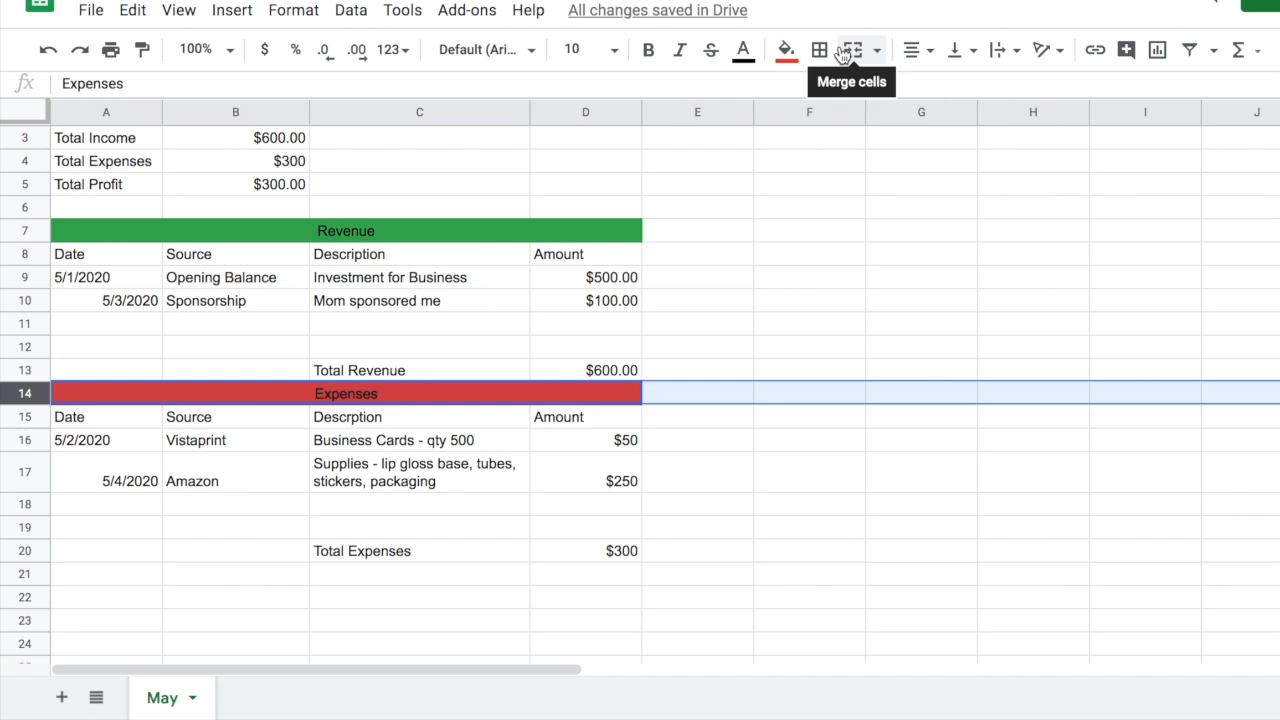 File Edit View Insert Format Data Tools Add-ons Help All changes saved in Drive
100% $ % .0 .00 123 Default (Ari... 10 B I S A
Merge cells
fx Expenses
A B C D E F G H I J
3 Total Income $600.00
4 Total Expenses $300
5 Total Profit $300.00
6
7 Revenue
8 Date Source Description Amount
9 5/1/2020 Opening Balance Investment for Business $500.00
10 5/3/2020 Sponsorship Mom sponsored me $100.00
11
12
13 Total Revenue $600.00
14 Expenses
15 Date Source Descrption Amount
16 5/2/2020 Vistaprint Business Cards - qty 500 $50
17 5/4/2020 Amazon Supplies - lip gloss base, tubes,
stickers, packaging $250
18
19
20 Total Expenses $300
21
22
23
24
May